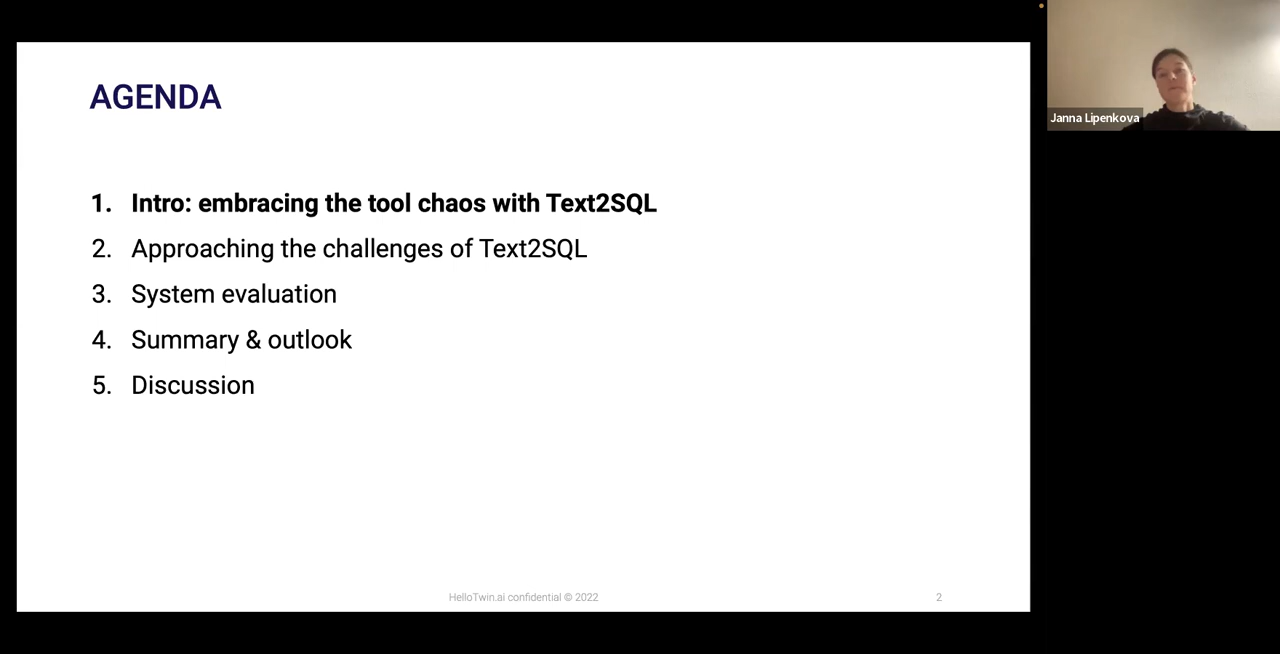 AGENDA
1. Intro: embracing the tool chaos with Text2SQL
2. Approaching the challenges of Text2SQL
3. System evaluation
4. Summary & outlook
5. Discussion
HelloTwin.ai confidential © 2022
2
Janna Lipenkova